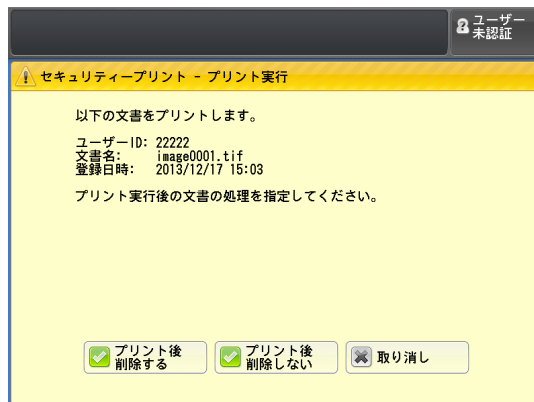 ユーザー
未認証
セキュリティープリント - プリント実行
以下の文書をプリントします。
ユーザーID: 22222
文書名: image0001.tif
登録日時: 2013/12/17 15:03
プリント実行後の文書の処理を指定してください。
プリント後
削除する
プリント後
削除しない
取り消し